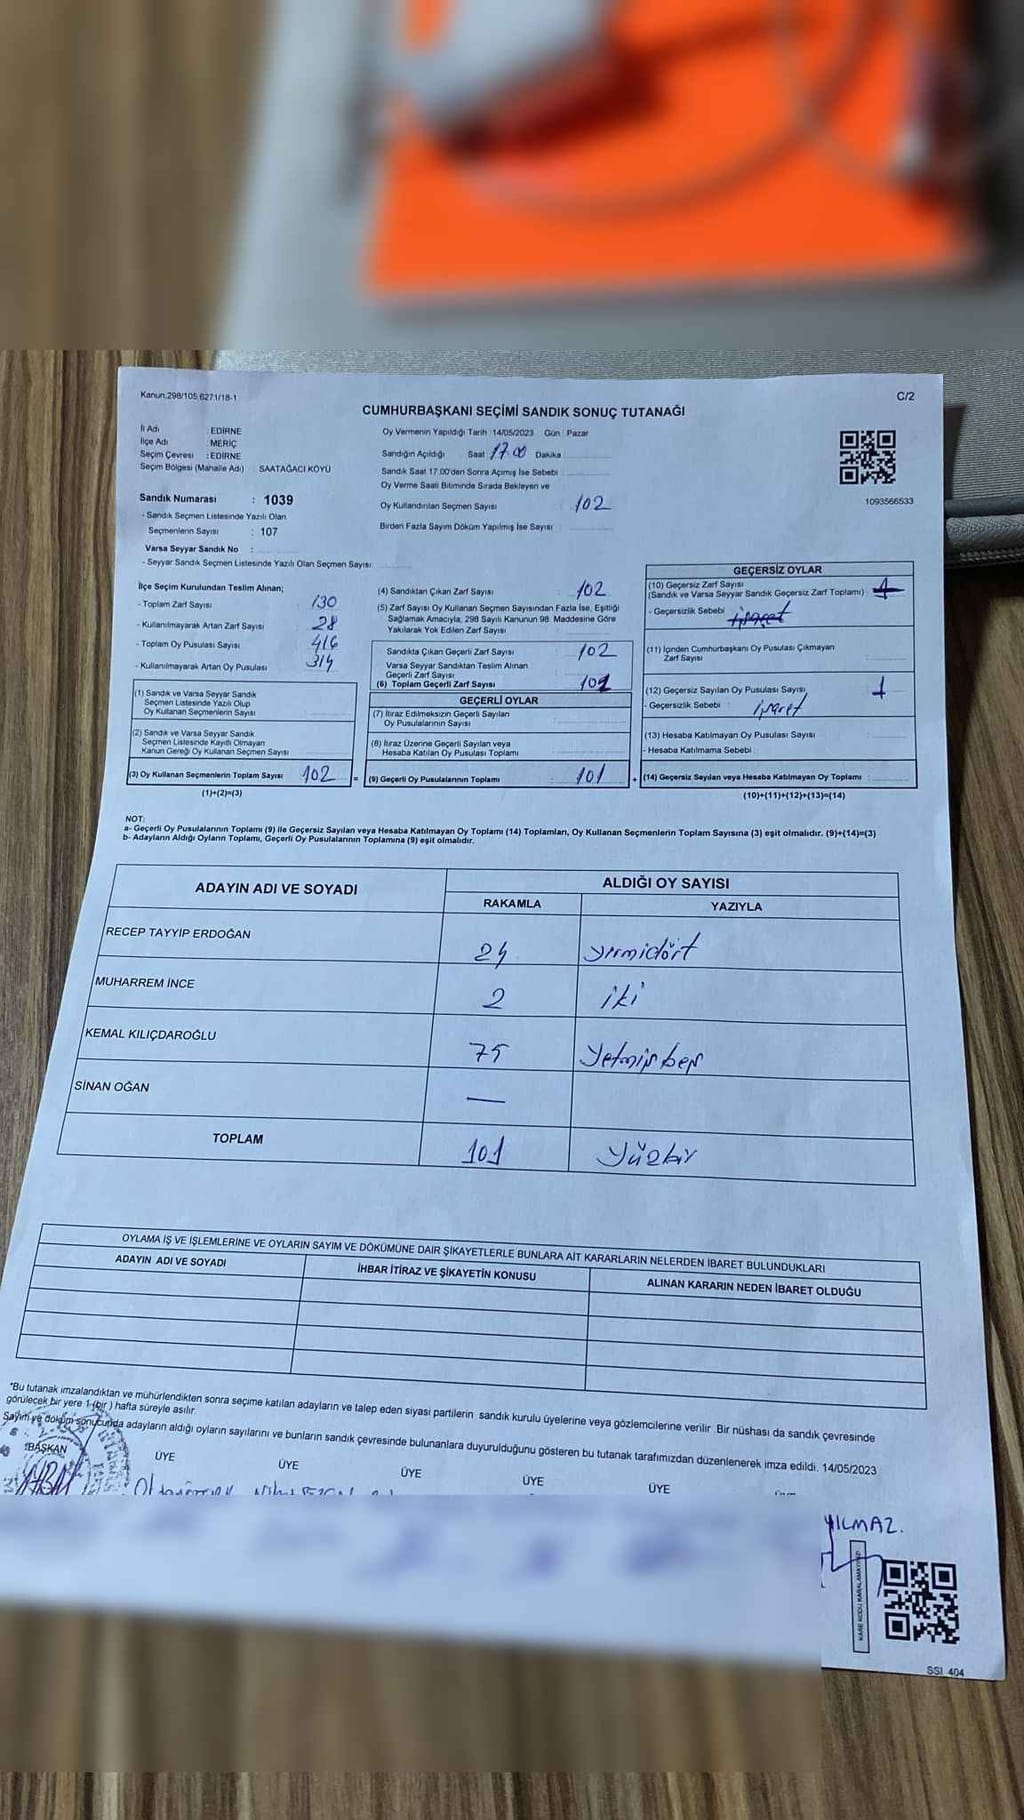 Kanun:298/105,6271/18-1
C/2
CUMHURBAŞKANI SEÇİMİ SANDIK SONUÇ TUTANAĞI
İl Adı : EDİRNE
İlçe Adı : MERİÇ
Seçim Çevresi : EDİRNE
Seçim Bölgesi (Mahalle Adı) : SAATAĞACI KÖYÜ
Sandık Numarası : 1039
- Sandık Seçmen Listesinde Yazılı Olan
Seçmenlerin Sayısı : 107
Varsa Seyyar Sandık No :
- Seyyar Sandık Seçmen Listesinde Yazılı Olan Seçmen Sayısı:
Oy Vermenin Yapıldığı Tarih 14/05/2023 Gün Pazar
Sandığın Açıldığı Saat 17.00 Dakika
Sandık Saat 17.00'den Sonra Açılmış İse Sebebi
Oy Verme Saati Bitiminde Sırada Bekleyen ve
Oy Kullandırılan Seçmen Sayısı 102
Birden Fazla Sayım Döküm Yapılmış İse Sayısı
1093566533
İlçe Seçim Kurulundan Teslim Alınan;
- Toplam Zarf Sayısı 130
- Kullanılmayarak Artan Zarf Sayısı 28
- Toplam Oy Pusulası Sayısı 416
- Kullanılmayarak Artan Oy Pusulası 314
(1) Sandık ve Varsa Seyyar Sandık
Seçmen Listesinde Yazılı Olup
Oy Kullanan Seçmenlerin Sayısı
(2) Sandık ve Varsa Seyyar Sandık
Seçmen Listesinde Kayıtlı Olmayan
Kanun Gereği Oy Kullanan Seçmen Sayısı
(3) Oy Kullanan Seçmenlerin Toplam Sayısı 102 =
(1)+(2)=(3)
(4) Sandıktan Çıkan Zarf Sayısı 102
(5) Zarf Sayısı Oy Kullanan Seçmen Sayısından Fazla İse, Eşitliği
Sağlamak Amacıyla, 298 Sayılı Kanunun 98. Maddesine Göre
Yakılarak Yok Edilen Zarf Sayısı
Sandıkta Çıkan Geçerli Zarf Sayısı 102
Varsa Seyyar Sandıktan Teslim Alınan
Geçerli Zarf Sayısı
(6) Toplam Geçerli Zarf Sayısı
GEÇERLİ OYLAR
(7) İtiraz Edilmeksizin Geçerli Sayılan
Oy Pusulalarının Sayısı
(8) İtiraz Üzerine Geçerli Sayılan veya
Hesaba Katılan Oy Pusulası Toplamı
(9) Geçerli Oy Pusulalarının Toplamı 101 +
GEÇERSİZ OYLAR
(10) Geçersiz Zarf Sayısı
(Sandık ve Varsa Seyyar Sandık Geçersiz Zarf Toplamı) 1
- Geçersizlik Sebebi : işaret
(11) İçinden Cumhurbaşkanı Oy Pusulası Çıkmayan
Zarf Sayısı
(12) Geçersiz Sayılan Oy Pusulası Sayısı 1
- Geçersizlik Sebebi : işaret
(13) Hesaba Katılmayan Oy Pusulası Sayısı
- Hesaba Katılmama Sebebi
(14) Geçersiz Sayılan veya Hesaba Katılmayan Oy Toplamı :
(10)+(11)+(12)+(13)=(14)
NOT:
a- Geçerli Oy Pusulalarının Toplamı (9) ile Geçersiz Sayılan veya Hesaba Katılmayan Oy Toplamı (14) Toplamları, Oy Kullanan Seçmenlerin Toplam Sayısına (3) eşit olmalıdır. (9)+(14)=(3)
b- Adayların Aldığı Oyların Toplamı, Geçerli Oy Pusulalarının Toplamına (9) eşit olmalıdır.
ADAYIN ADI VE SOYADI
ALDIĞI OY SAYISI
RAKAMLA YAZIYLA
RECEP TAYYİP ERDOĞAN 24 yirmidört
MUHARREM İNCE 2 iki
KEMAL KILIÇDAROĞLU 75 Yetmişbeş
SİNAN OĞAN —
TOPLAM 101 Yüzbir
OYLAMA İŞ VE İŞLEMLERİNE VE OYLARIN SAYIM VE DÖKÜMÜNE DAİR ŞİKAYETLERLE BUNLARA AİT KARARLARIN NELERDEN İBARET BULUNDUKLARI
ADAYIN ADI VE SOYADI İHBAR İTİRAZ VE ŞİKAYETİN KONUSU ALINAN KARARIN NEDEN İBARET OLDUĞU
*Bu tutanak imzalandıktan ve mühürlendikten sonra seçime katılan adayların ve talep eden siyasi partilerin sandık kurulu üyelerine veya gözlemcilerine verilir. Bir nüshası da sandık çevresinde
görülecek bir yere 1 (bir) hafta süreyle asılır.
Sayım ve döküm sonucunda adayların aldığı oyların sayılarını ve bunların sandık çevresinde bulunanlara duyurulduğunu gösteren bu tutanak tarafımızdan düzenlenerek imza edildi. 14/05/2023
BAŞKAN ÜYE ÜYE ÜYE ÜYE ÜYE
YILMAZ.
SSI 404